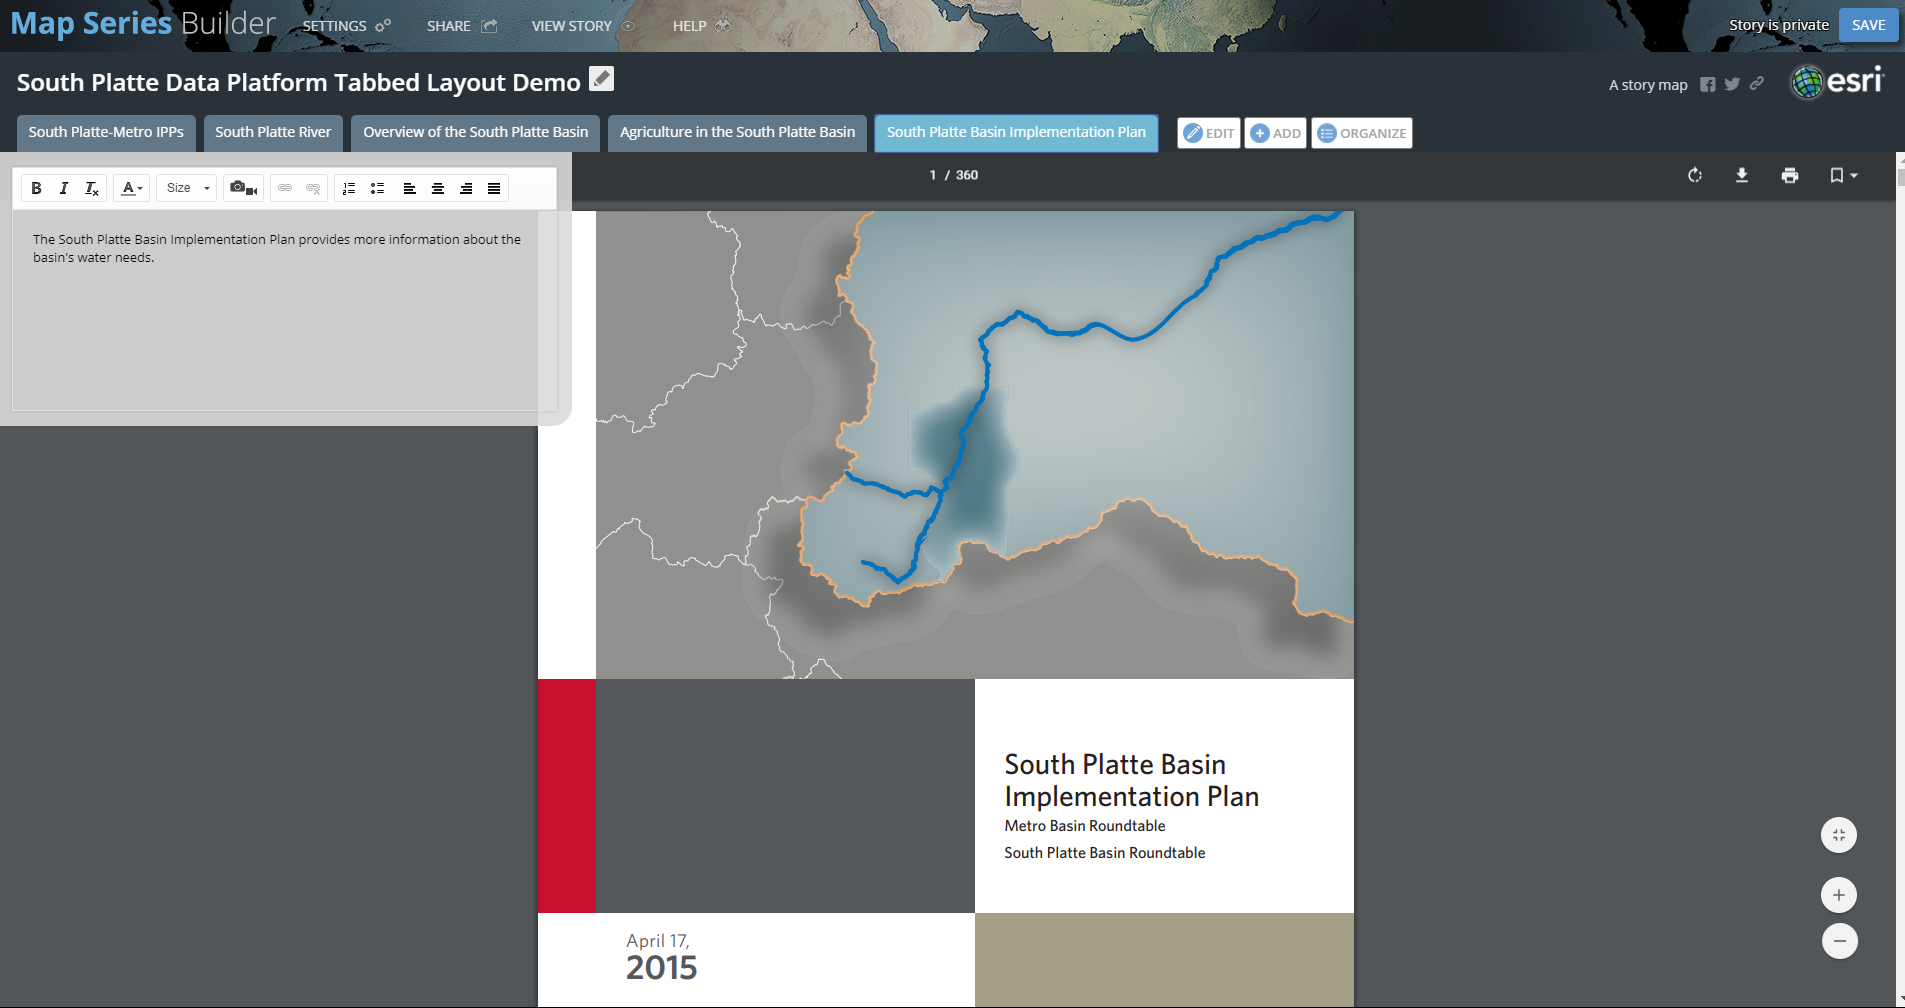 Map Series Builder
SETTINGS
SHARE
VIEW STORY
HELP
Story is private
SAVE
South Platte Data Platform Tabbed Layout Demo
A story map
esri
South Platte-Metro IPPs
South Platte River
Overview of the South Platte Basin
Agriculture in the South Platte Basin
South Platte Basin Implementation Plan
EDIT
ADD
ORGANIZE
B I Tx A Size
1 / 360
The South Platte Basin Implementation Plan provides more information about the
basin's water needs.
South Platte Basin
Implementation Plan
Metro Basin Roundtable
South Platte Basin Roundtable
April 17,
2015